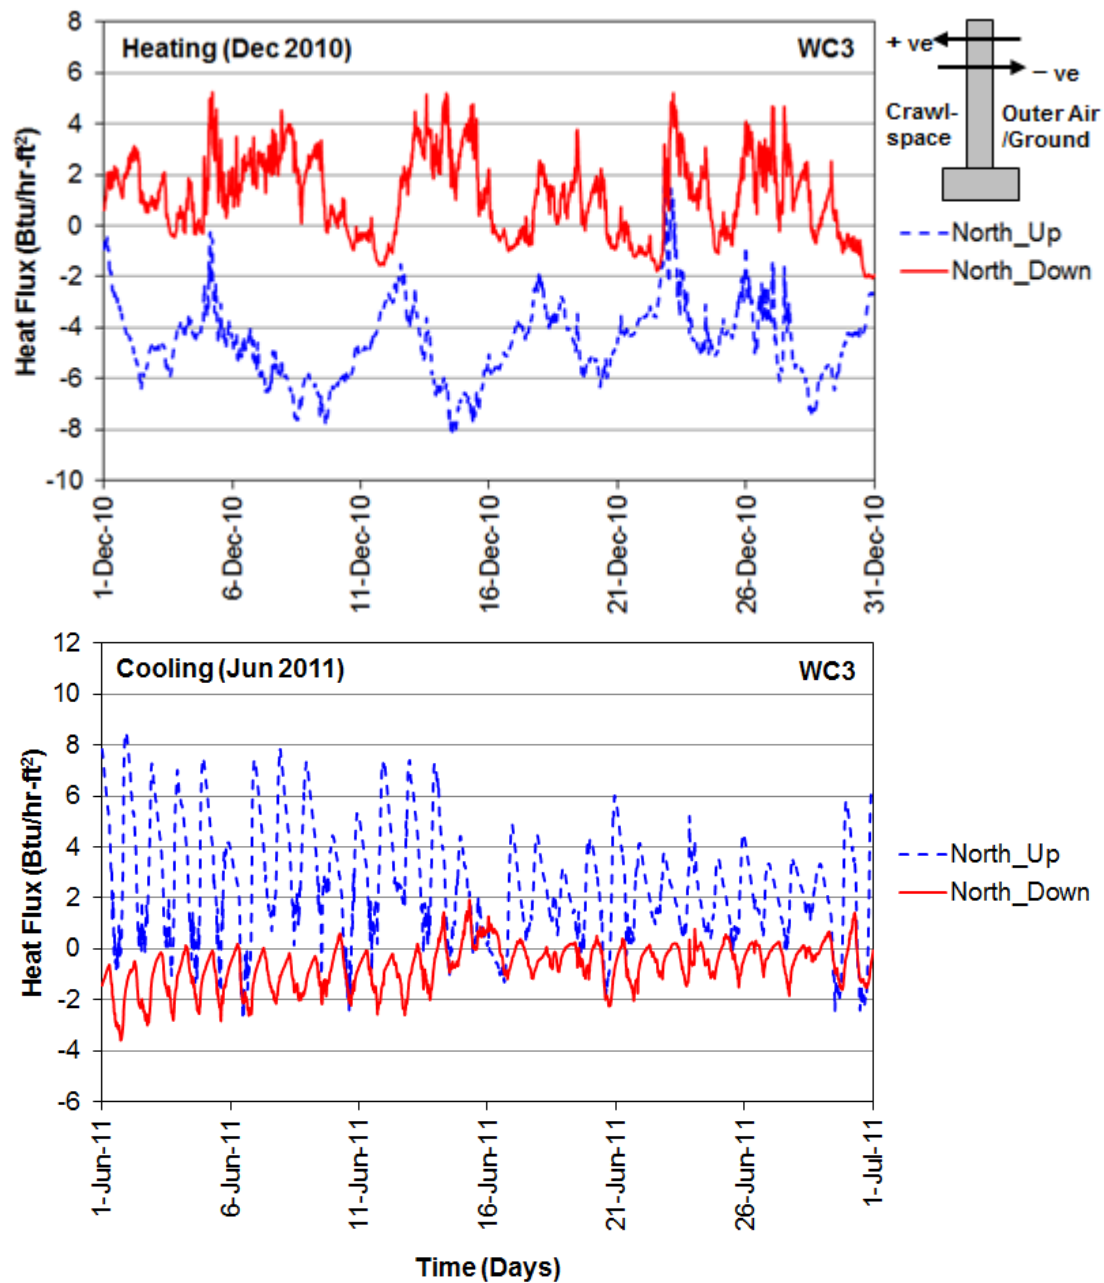 Heating (Dec 2010)
WC3
Heat Flux (Btu/hr-ft²)
8
6
4
2
0
-2
-4
-6
-8
-10
1-Dec-10
6-Dec-10
11-Dec-10
16-Dec-10
21-Dec-10
26-Dec-10
31-Dec-10
+ ve
– ve
Crawl-
space
Outer Air
/Ground
North_Up
North_Down
Cooling (Jun 2011)
WC3
Heat Flux (Btu/hr-ft²)
12
10
8
6
4
2
0
-2
-4
-6
1-Jun-11
6-Jun-11
11-Jun-11
16-Jun-11
21-Jun-11
26-Jun-11
1-Jul-11
North_Up
North_Down
Time (Days)